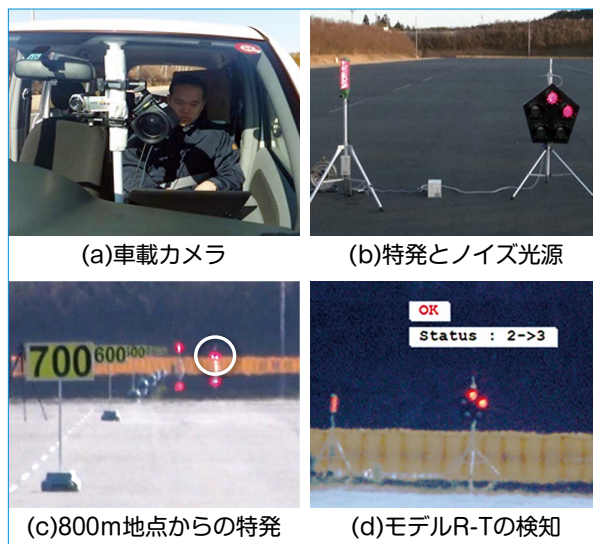 (a)車載カメラ
(b)特発とノイズ光源
700
600
(c)800m地点からの特発
OK
Status : 2->3
(d)モデルR-Tの検知